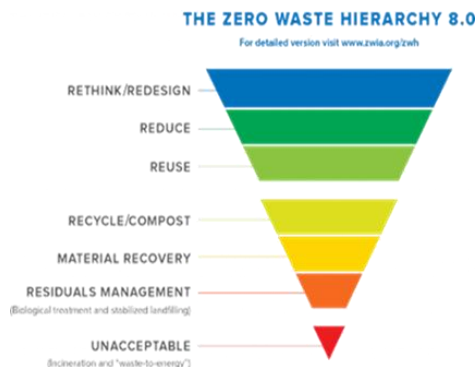 THE ZERO WASTE HIERARCHY 8.0
For detailed version visit www.zwia.org/zwh
RETHINK/REDESIGN
REDUCE
REUSE
RECYCLE/COMPOST
MATERIAL RECOVERY
RESIDUALS MANAGEMENT
(Biological treatment and stabilized landfilling)
UNACCEPTABLE
(Incineration and "waste-to-energy")